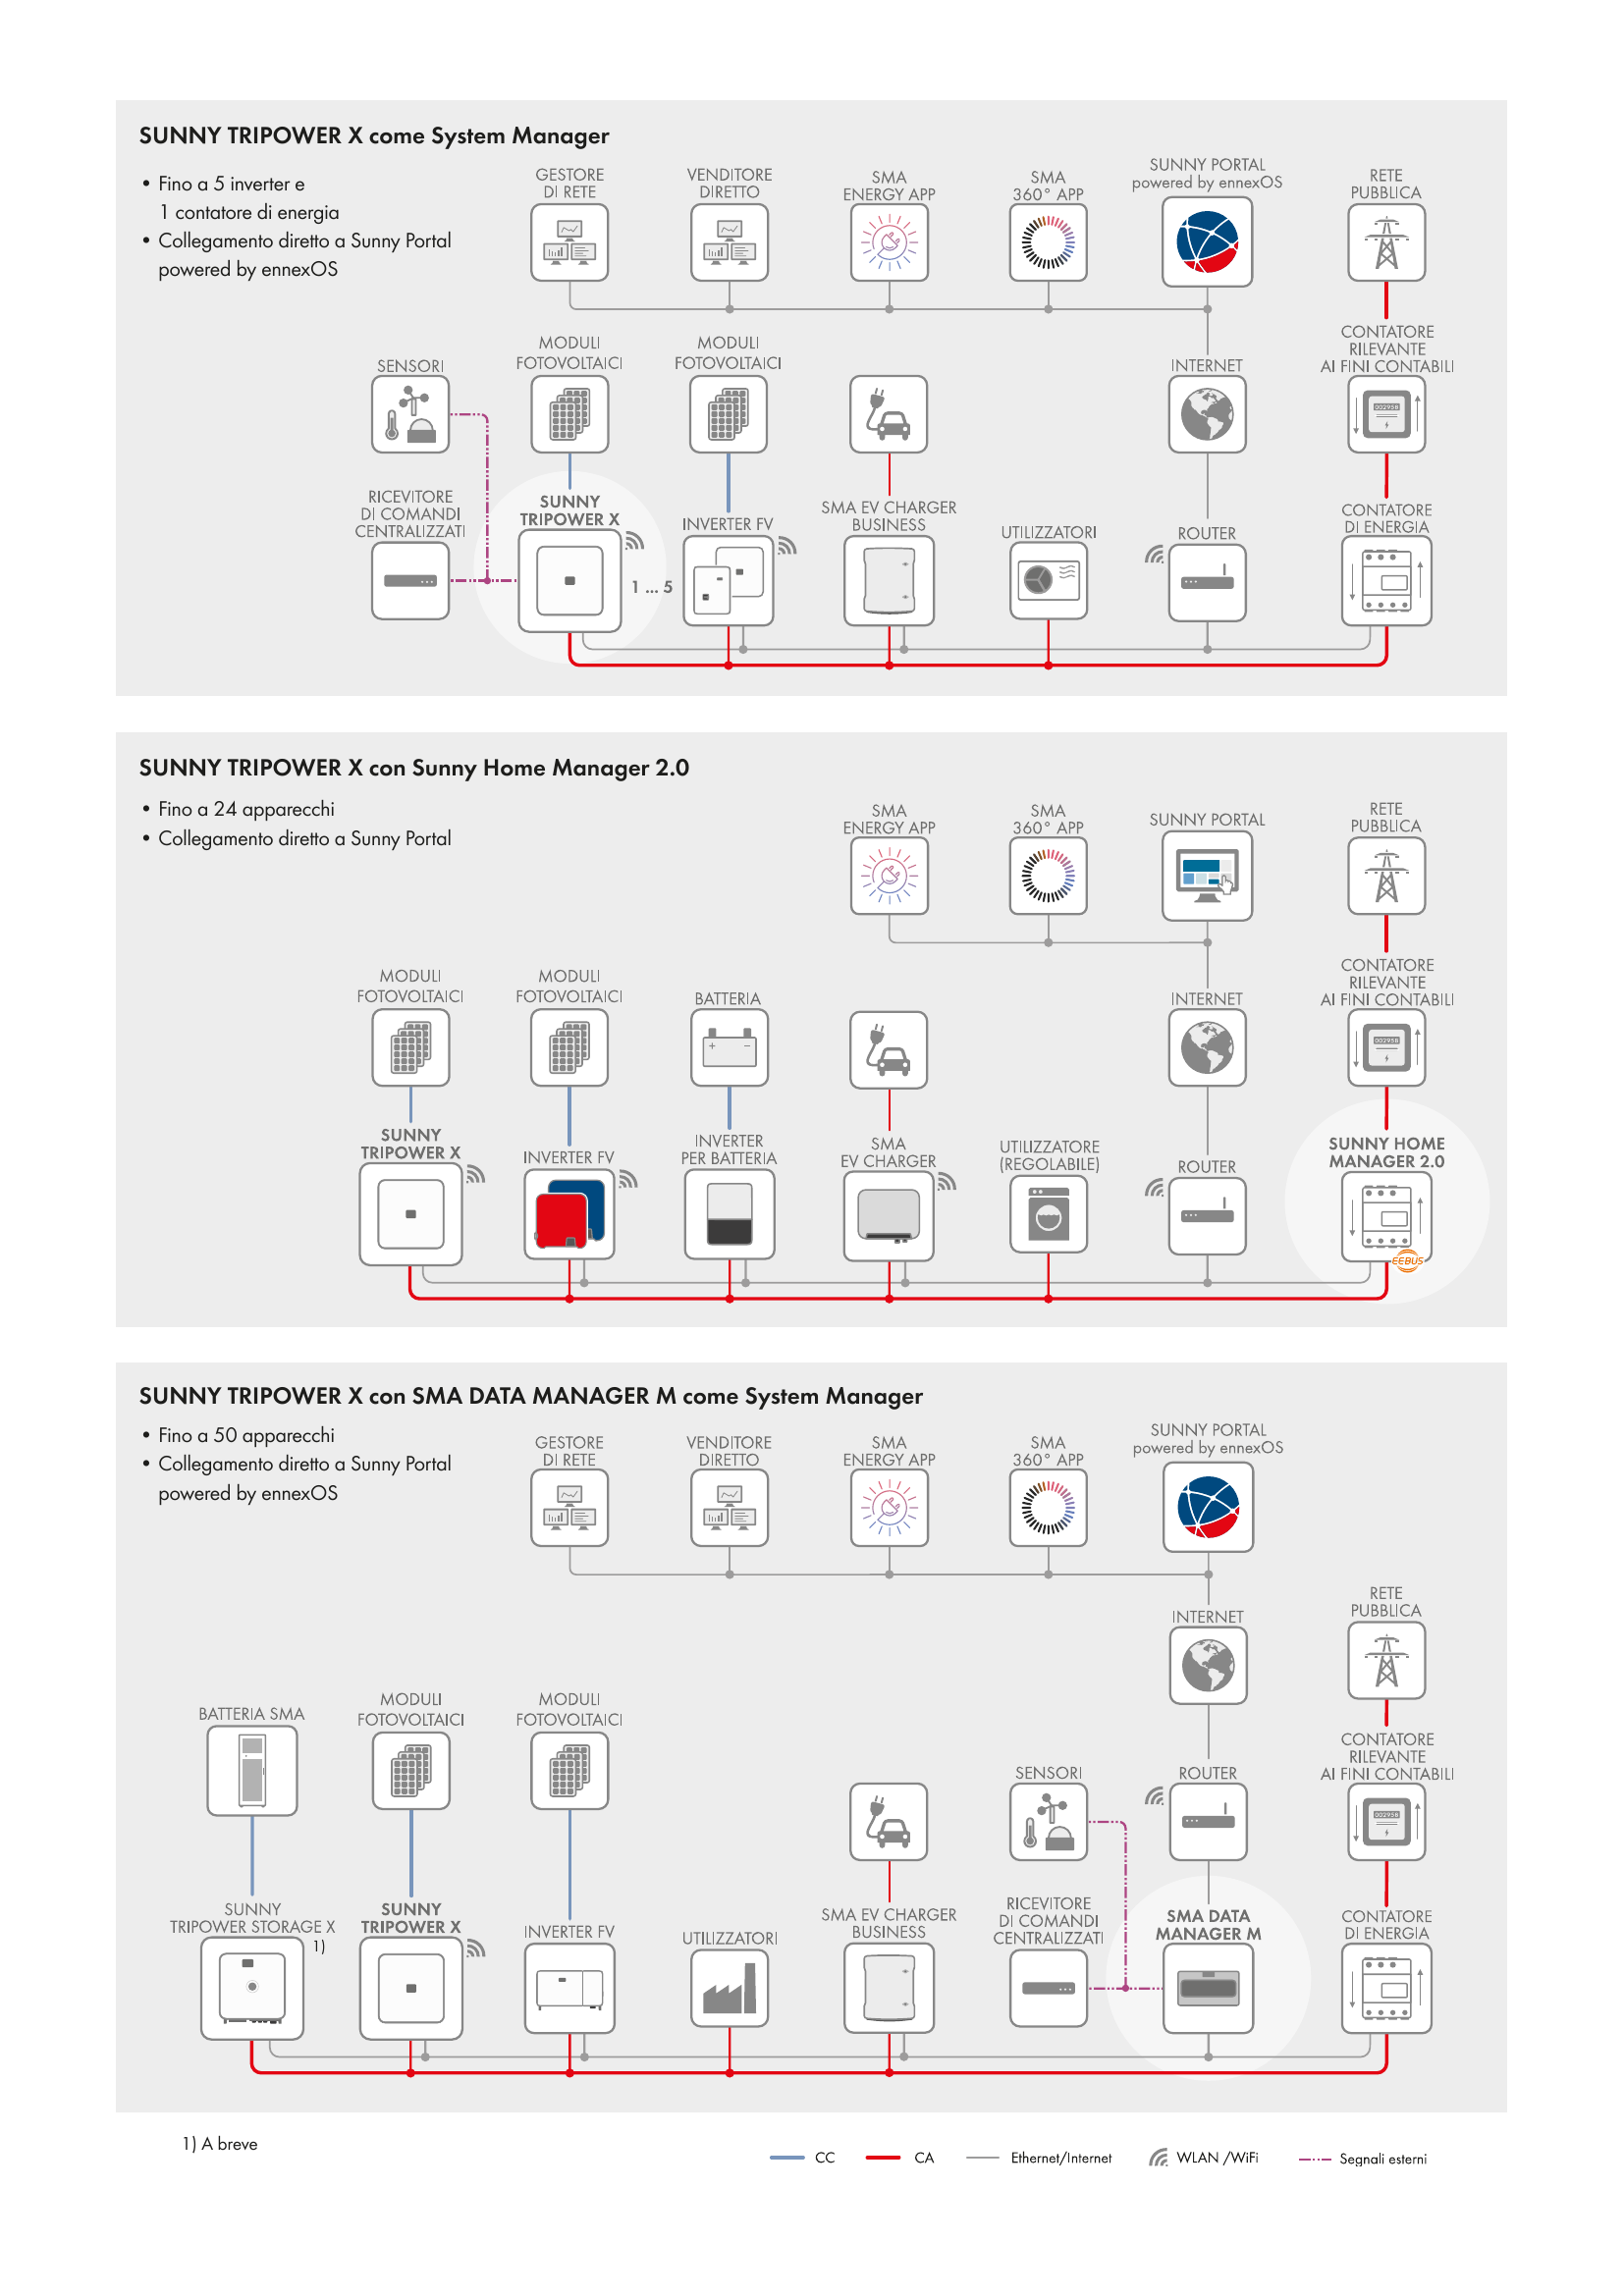 SUNNY TRIPOWER X come System Manager
• Fino a 5 inverter e
1 contatore di energia
• Collegamento diretto a Sunny Portal
powered by ennexOS
GESTORE
DI RETE
VENDITORE
DIRETTO
SMA
ENERGY APP
SMA
360° APP
SUNNY PORTAL
powered by ennexOS
RETE
PUBBLICA
SENSORI
MODULI
FOTOVOLTAICI
MODULI
FOTOVOLTAICI
INTERNET
CONTATORE
RILEVANTE
AI FINI CONTABILI
002958
RICEVITORE
DI COMANDI
CENTRALIZZATI
SUNNY
TRIPOWER X
1 ... 5
INVERTER FV
SMA EV CHARGER
BUSINESS
UTILIZZATORI
ROUTER
CONTATORE
DI ENERGIA
SUNNY TRIPOWER X con Sunny Home Manager 2.0
• Fino a 24 apparecchi
• Collegamento diretto a Sunny Portal
SMA
ENERGY APP
SMA
360° APP
SUNNY PORTAL
RETE
PUBBLICA
MODULI
FOTOVOLTAICI
MODULI
FOTOVOLTAICI
BATTERIA
INTERNET
CONTATORE
RILEVANTE
AI FINI CONTABILI
002958
SUNNY
TRIPOWER X
INVERTER FV
INVERTER
PER BATTERIA
SMA
EV CHARGER
UTILIZZATORE
(REGOLABILE)
ROUTER
SUNNY HOME
MANAGER 2.0
EEBUS
SUNNY TRIPOWER X con SMA DATA MANAGER M come System Manager
• Fino a 50 apparecchi
• Collegamento diretto a Sunny Portal
powered by ennexOS
GESTORE
DI RETE
VENDITORE
DIRETTO
SMA
ENERGY APP
SMA
360° APP
SUNNY PORTAL
powered by ennexOS
INTERNET
RETE
PUBBLICA
BATTERIA SMA
MODULI
FOTOVOLTAICI
MODULI
FOTOVOLTAICI
SENSORI
ROUTER
CONTATORE
RILEVANTE
AI FINI CONTABILI
002958
SUNNY
TRIPOWER STORAGE X
1)
SUNNY
TRIPOWER X
INVERTER FV
UTILIZZATORI
SMA EV CHARGER
BUSINESS
RICEVITORE
DI COMANDI
CENTRALIZZATI
SMA DATA
MANAGER M
CONTATORE
DI ENERGIA
1) A breve
CC
CA
Ethernet/Internet
WLAN /WiFi
Segnali esterni